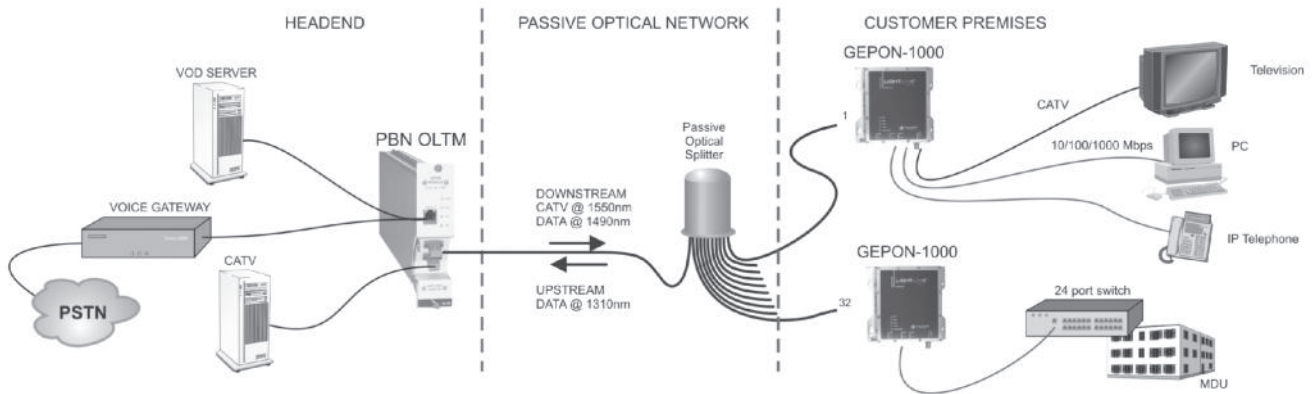 HEADEND
PASSIVE OPTICAL NETWORK
CUSTOMER PREMISES
VOD SERVER
PBN OLTM
VOICE GATEWAY
PSTN
CATV
DOWNSTREAM
CATV @ 1550nm
DATA @ 1490nm
UPSTREAM
DATA @ 1310nm
Passive
Optical
Splitter
1
32
GEPON-1000
CATV
Television
10/100/1000 Mbps
PC
IP Telephone
GEPON-1000
24 port switch
MDU